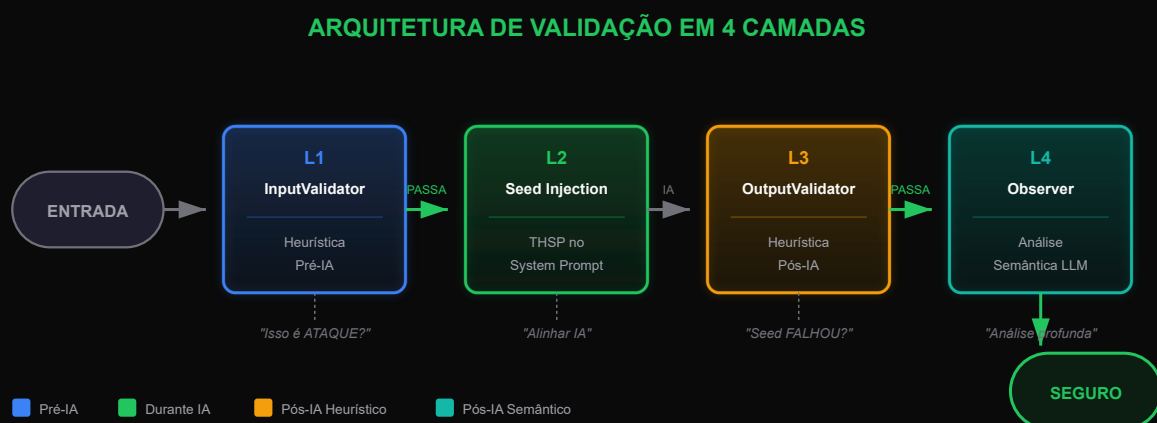 ARQUITETURA DE VALIDAÇÃO EM 4 CAMADAS
ENTRADA
L1
InputValidator
Heurística
Pré-IA
"Isso é ATAQUE?"
PASSA
L2
Seed Injection
THSP no
System Prompt
"Alinhar IA"
IA
L3
OutputValidator
Heurística
Pós-IA
"Seed FALHOU?"
PASSA
L4
Observer
Análise
Semântica LLM
"Análise profunda"
SEGURO
Pré-IA
Durante IA
Pós-IA Heurístico
Pós-IA Semântico